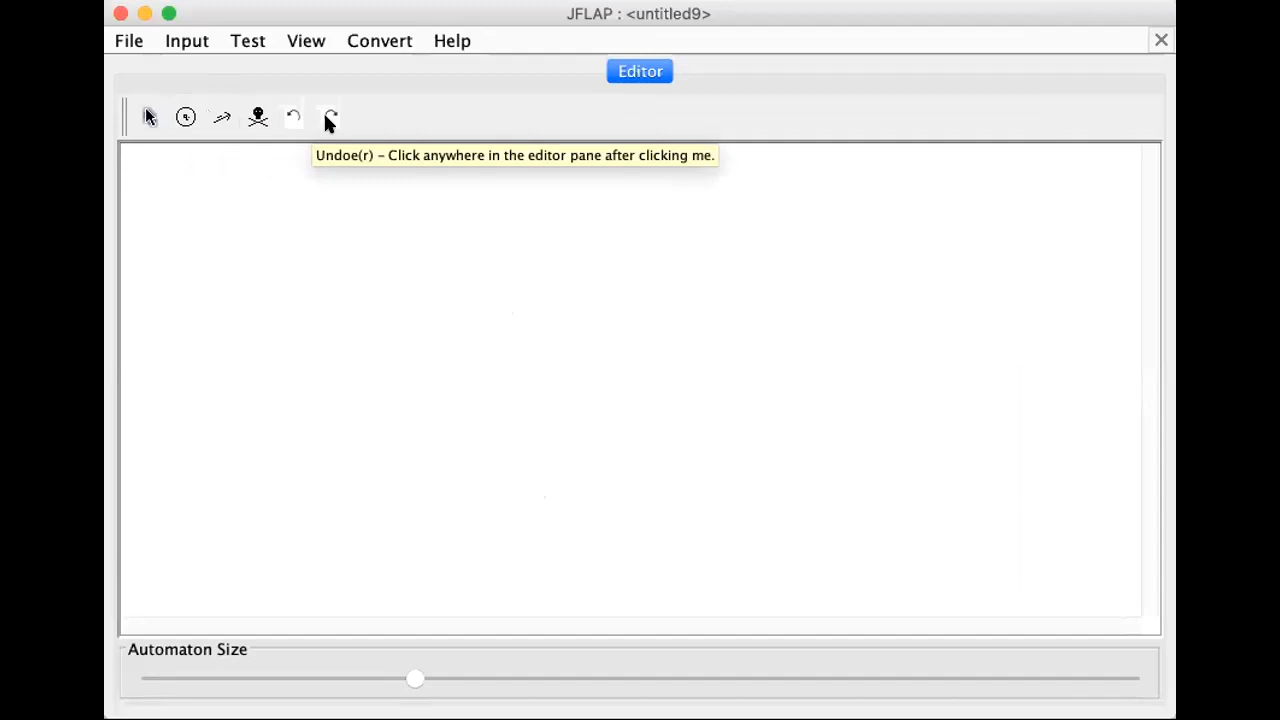 JFLAP : <untitled9>
File Input Test View Convert Help
Editor
Undoe(r) – Click anywhere in the editor pane after clicking me.
Automaton Size